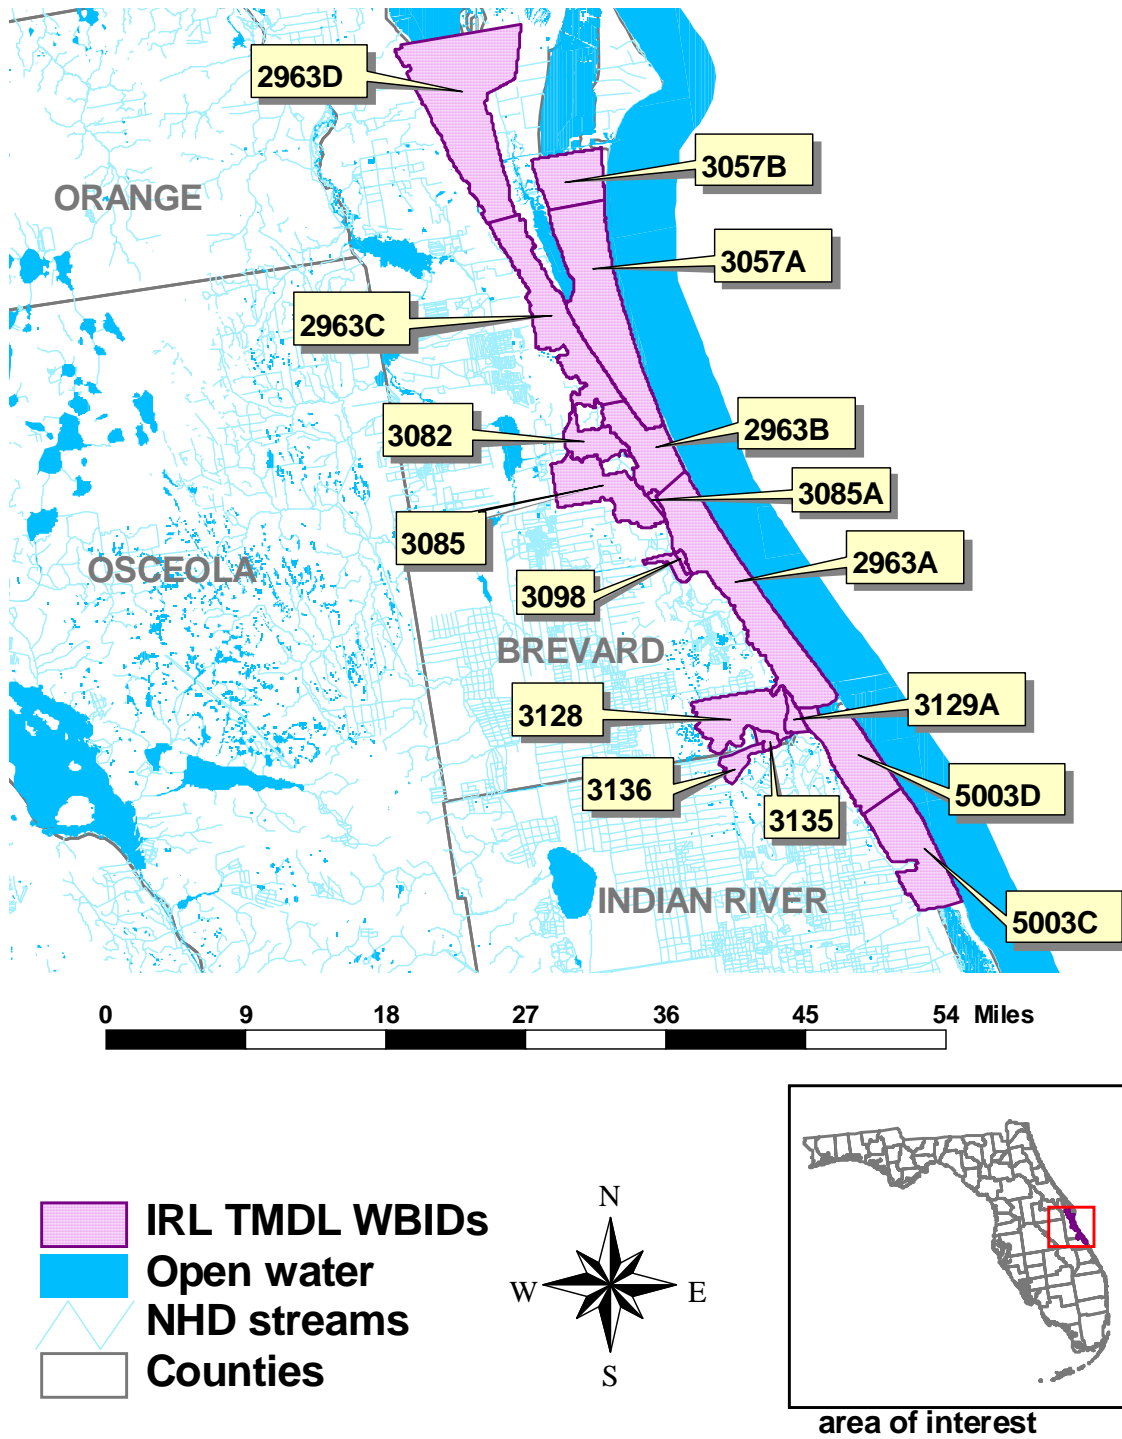 2963D
3057B
ORANGE
3057A
2963C
2963B
3082
3085A
3085
2963A
OSCEOLA
3098
BREVARD
3128
3129A
3136
5003D
3135
INDIAN RIVER
5003C
0 9 18 27 36 45 54 Miles
N
W E
S
IRL TMDL WBIDs
Open water
NHD streams
Counties
area of interest